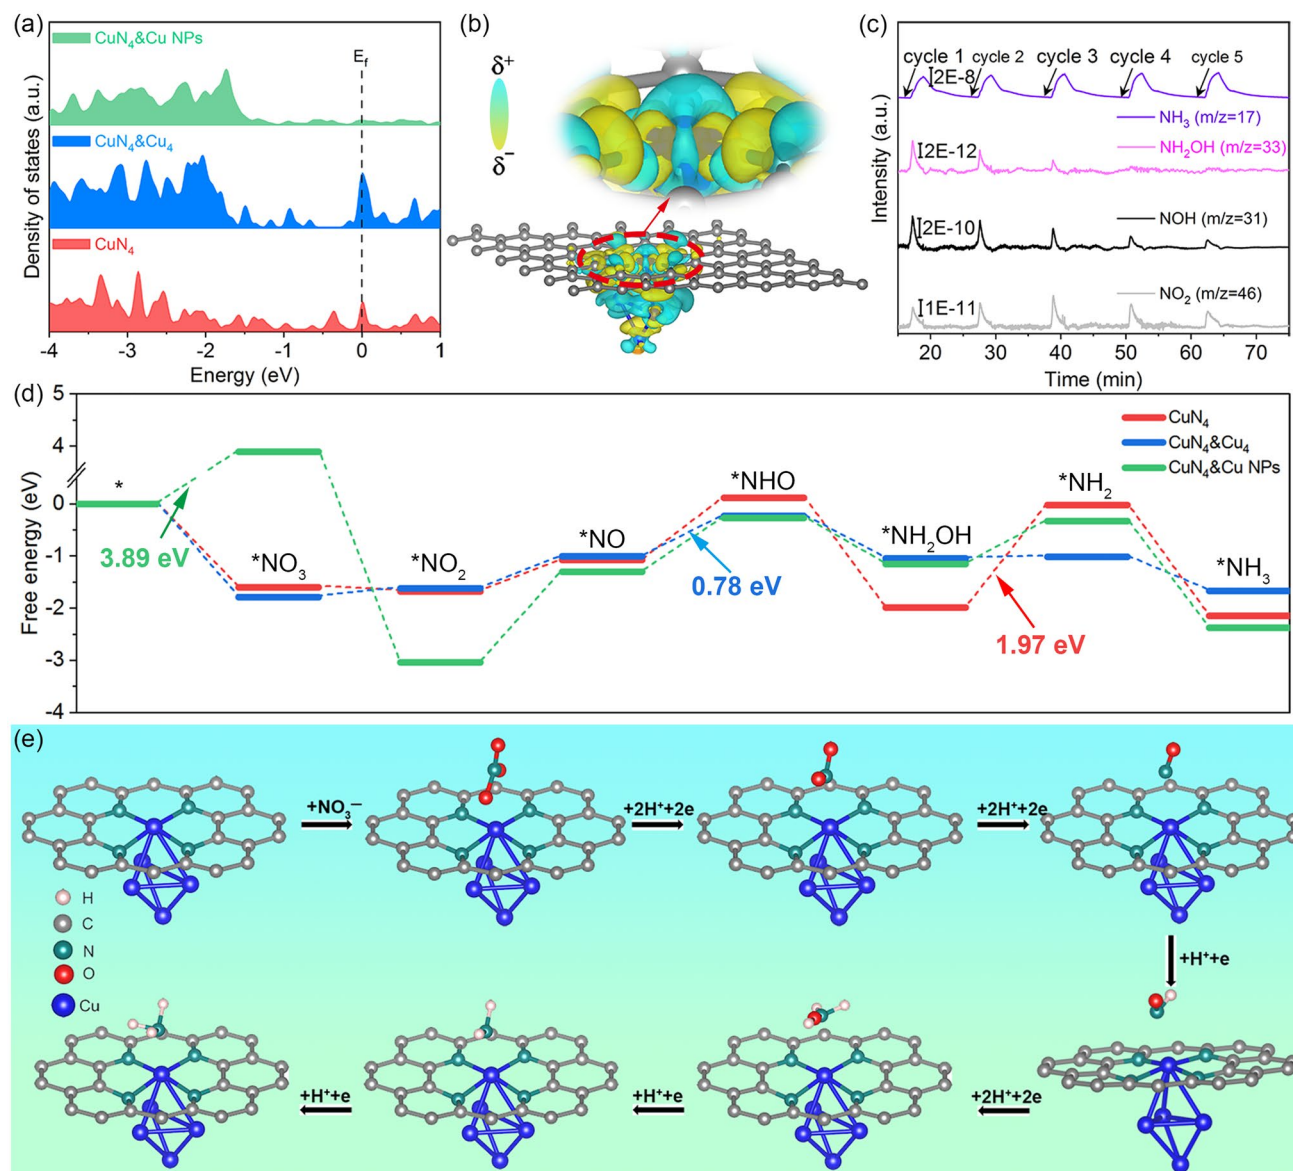 (a)
CuN₄&Cu NPs
E_f
CuN₄&Cu₄
CuN₄
Density of states (a.u.)
-4 -3 -2 -1 0 1
Energy (eV)
(b)
δ⁺
δ⁻
(c)
cycle 1 cycle 2 cycle 3 cycle 4 cycle 5
2E-8
NH₃ (m/z=17)
2E-12
NH₂OH (m/z=33)
2E-10
NOH (m/z=31)
1E-11
NO₂ (m/z=46)
Intensity (a.u.)
20 30 40 50 60 70
Time (min)
(d)
5
4
0
-1
-2
-3
-4
Free energy (eV)
CuN₄
CuN₄&Cu₄
CuN₄&Cu NPs
*
3.89 eV
*NO₃
*NO₂
*NO
*NHO
0.78 eV
*NH₂OH
1.97 eV
*NH₂
*NH₃
(e)
+NO₃⁻
+2H⁺+2e
+2H⁺+2e
+H⁺+e
+2H⁺+2e
+H⁺+e
+H⁺+e
H
C
N
O
Cu